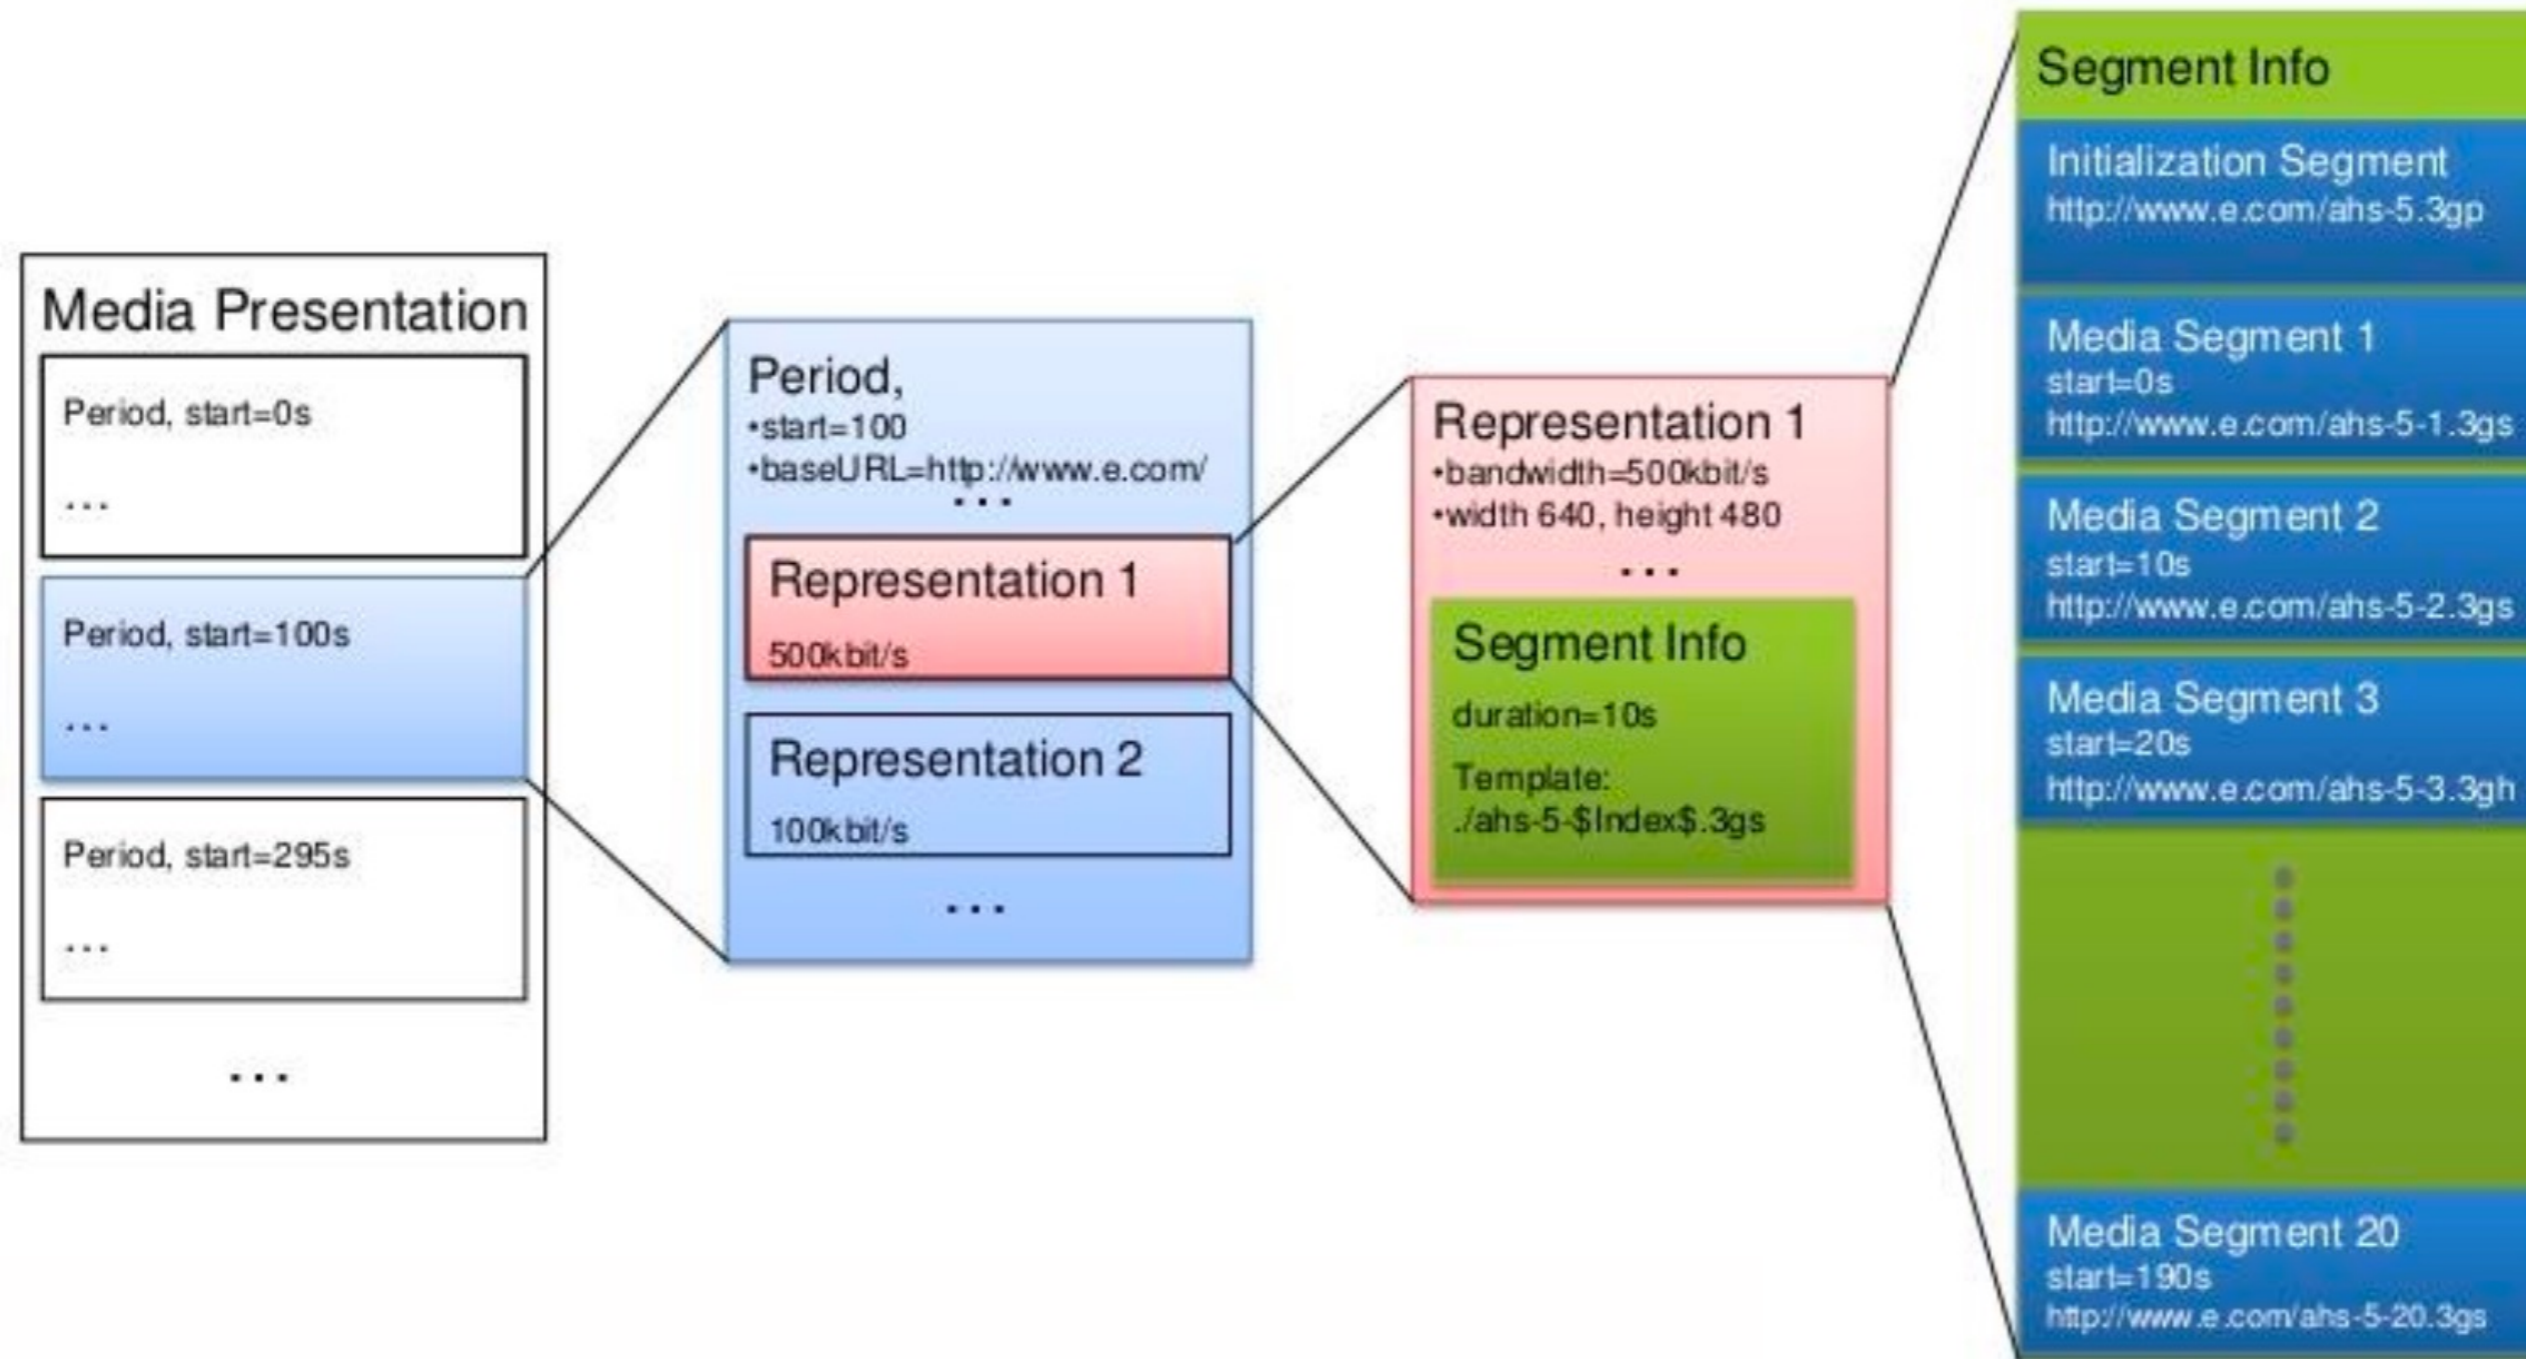 Media Presentation
Period, start=0s
...
Period, start=100s
...
Period, start=295s
...
...
Period,
•start=100
•baseURL=http://www.e.com/
...
Representation 1
500kbit/s
Representation 2
100kbit/s
...
Representation 1
•bandwidth=500kbit/s
•width 640, height 480
...
Segment Info
duration=10s
Template:
./ahs-5-$Index$.3gs
Segment Info
Initialization Segment
http://www.e.com/ahs-5.3gp
Media Segment 1
start=0s
http://www.e.com/ahs-5-1.3gs
Media Segment 2
start=10s
http://www.e.com/ahs-5-2.3gs
Media Segment 3
start=20s
http://www.e.com/ahs-5-3.3gh
Media Segment 20
start=190s
http://www.e.com/ahs-5-20.3gs